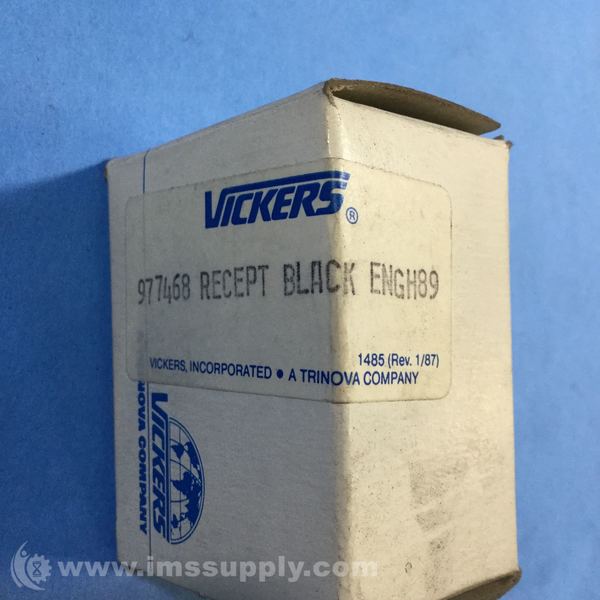 VICKERS®
977468 RECEPT BLACK ENGH89
1485 (Rev. 1/87)
VICKERS, INCORPORATED • A TRINOVA COMPANY
VICKERS
NOVA COMPANY
www.imssupply.com